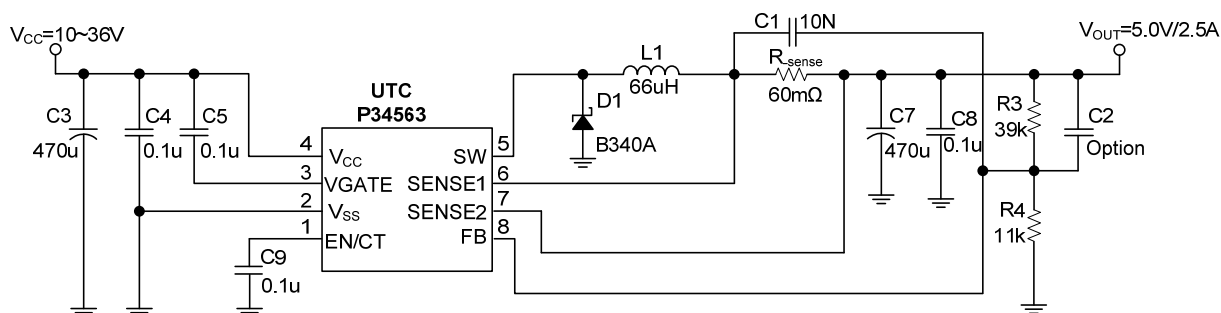 V_CC=10~36V
C3
470u
C4
0.1u
C5
0.1u
UTC
P34563
4
V_CC
3
VGATE
2
V_SS
1
EN/CT
C9
0.1u
SW
5
SENSE1
6
SENSE2
7
FB
8
D1
B340A
L1
66uH
C1
10N
R_sense
60mΩ
C7
470u
C8
0.1u
V_OUT=5.0V/2.5A
R3
39k
C2
Option
R4
11k